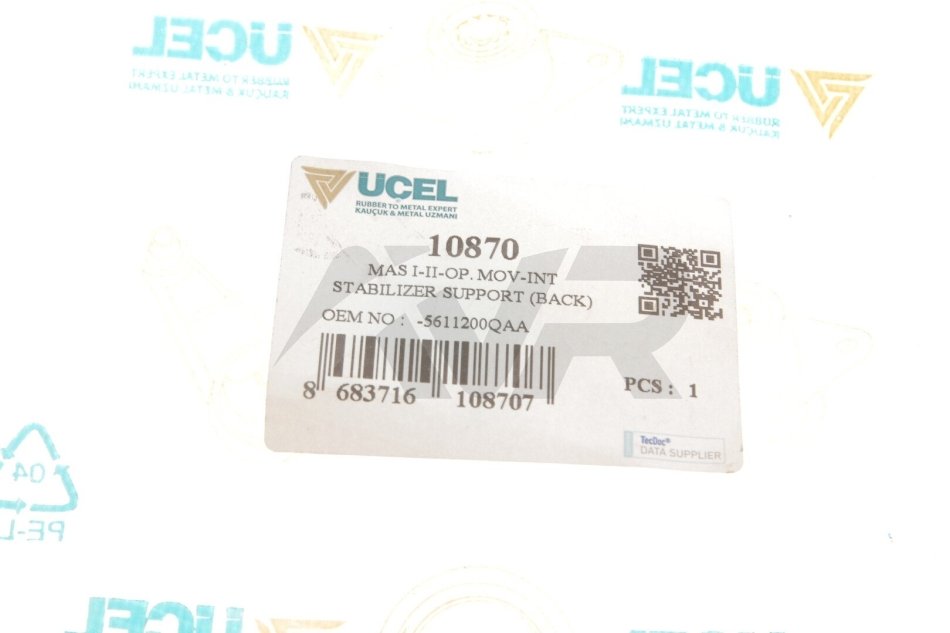 UCEL
RUBBER TO METAL EXPERT
KAUÇUK & METAL UZMANI
UCEL
RUBBER TO METAL EXPERT
KAUÇUK & METAL UZMANI
UÇEL
RUBBER TO METAL EXPERT
KAUÇUK & METAL UZMANI
10870
MAS I-II-OP. MOV-INT
STABILIZER SUPPORT (BACK)
OEM NO : -5611200QAA
8 683716 108707
PCS : 1
TecDoc®
DATA SUPPLIER
AMR
04
PE-L
UCEL